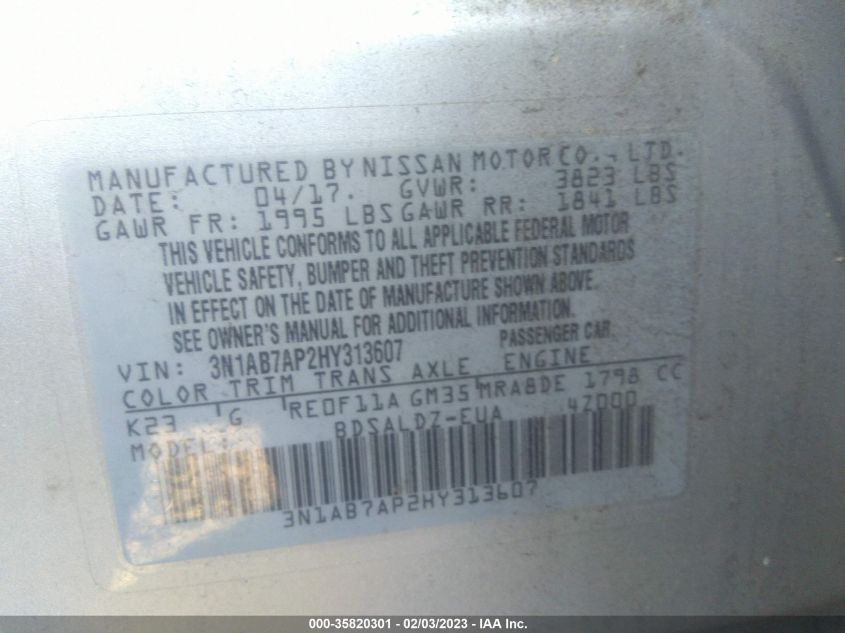 MANUFACTURED BY NISSAN MOTOR CO., LTD.
DATE: 04/17. GVWR: 3823 LBS
GAWR FR: 1995 LBS GAWR RR: 1841 LBS
THIS VEHICLE CONFORMS TO ALL APPLICABLE FEDERAL MOTOR
VEHICLE SAFETY, BUMPER AND THEFT PREVENTION STANDARDS
IN EFFECT ON THE DATE OF MANUFACTURE SHOWN ABOVE.
SEE OWNER'S MANUAL FOR ADDITIONAL INFORMATION.
VIN: 3N1AB7AP2HY313607 PASSENGER CAR
COLOR TRIM TRANS AXLE ENGINE
K23 G RE0F11A GM35 MRA8DE 1798 CC
MODEL: BDSALDZ-EUA 4Z000
3N1AB7AP2HY313607
000-35820301 - 02/03/2023 - IAA Inc.